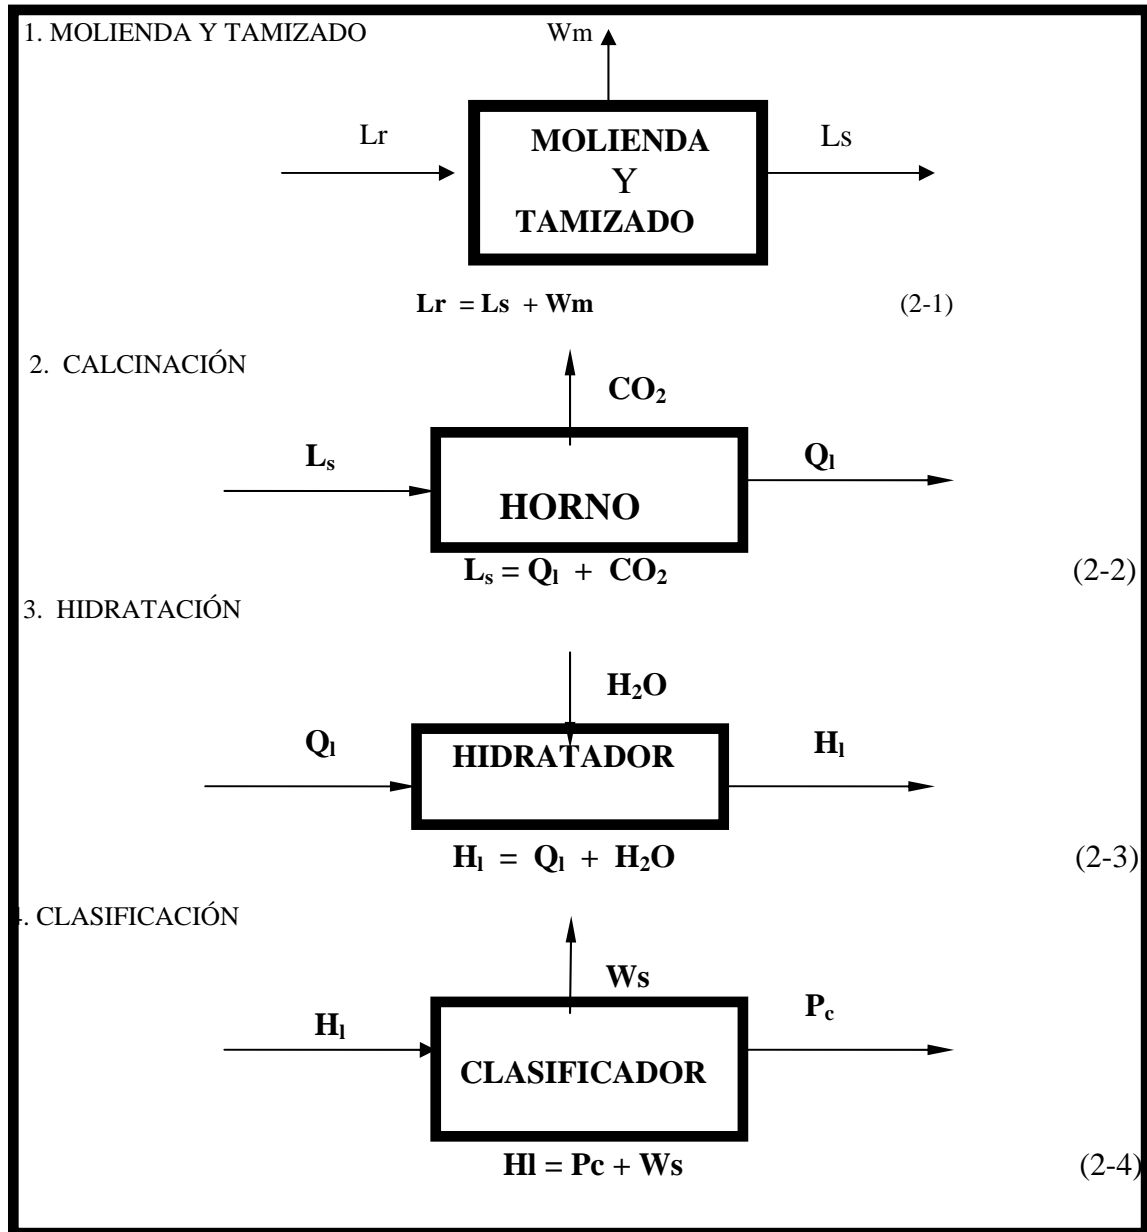 1. MOLIENDA Y TAMIZADO
Wm
Lr
MOLIENDA
Y
TAMIZADO
Ls
Lr = Ls + Wm (2-1)
2. CALCINACIÓN
CO₂
Lₛ
HORNO
Qₗ
Lₛ = Qₗ + CO₂ (2-2)
3. HIDRATACIÓN
H₂O
Qₗ
HIDRATADOR
Hₗ
Hₗ = Qₗ + H₂O (2-3)
4. CLASIFICACIÓN
Ws
Hₗ
CLASIFICADOR
P꜀
Hl = Pc + Ws (2-4)